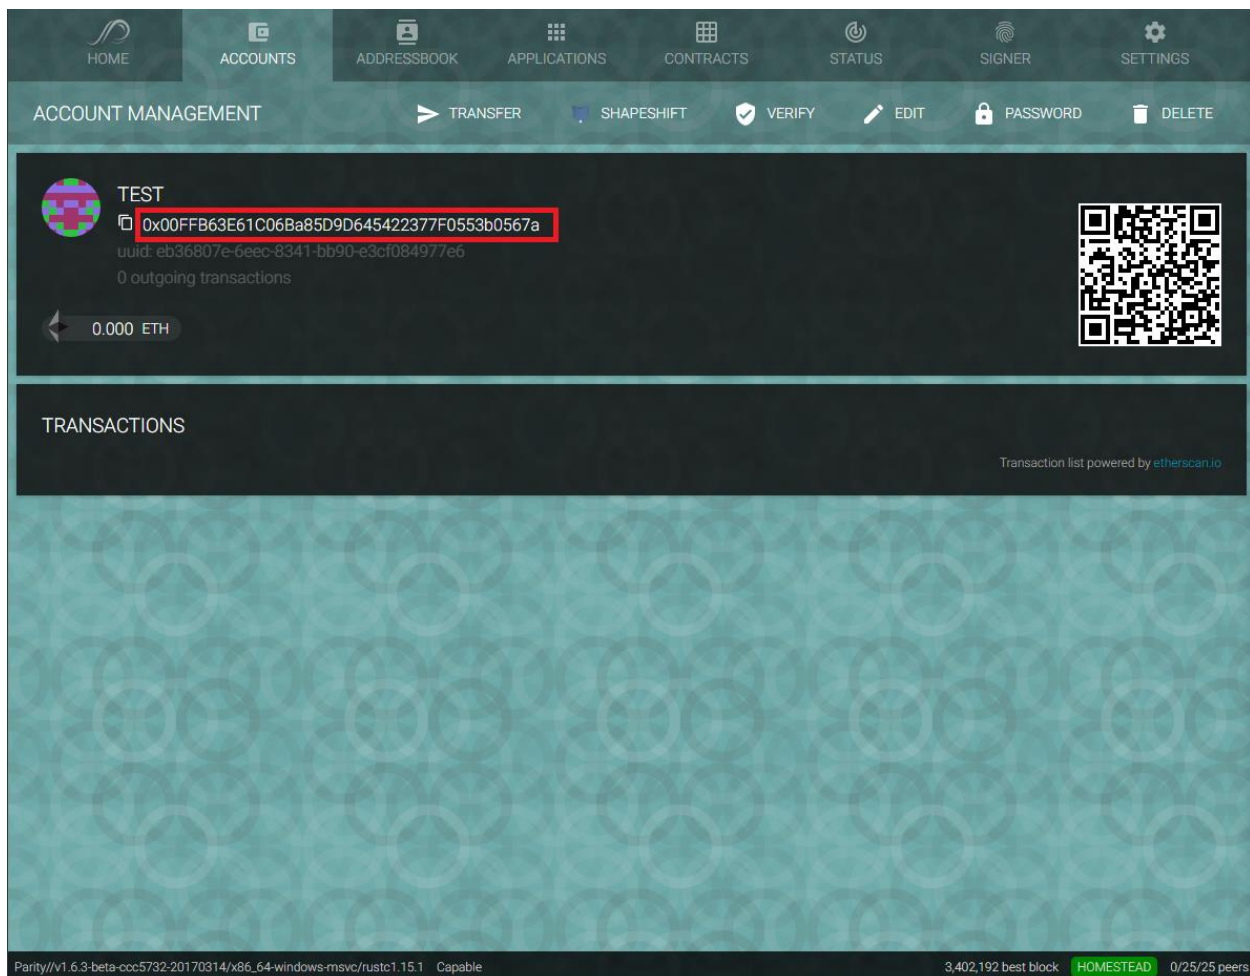 HOME ACCOUNTS ADDRESSBOOK APPLICATIONS CONTRACTS STATUS SIGNER SETTINGS
ACCOUNT MANAGEMENT TRANSFER SHAPESHIFT VERIFY EDIT PASSWORD DELETE
TEST
0x00FFB63E61C06Ba85D9D645422377F0553b0567a
uuid: eb36807e-6eec-8341-bb90-e3cf084977e6
0 outgoing transactions
0.000 ETH
TRANSACTIONS
Transaction list powered by etherscan.io
Parity//v1.6.3-beta-ccc5732-20170314/x86_64-windows-msvc/rustc1.15.1 Capable 3,402,192 best block HOMESTEAD 0/25/25 peers